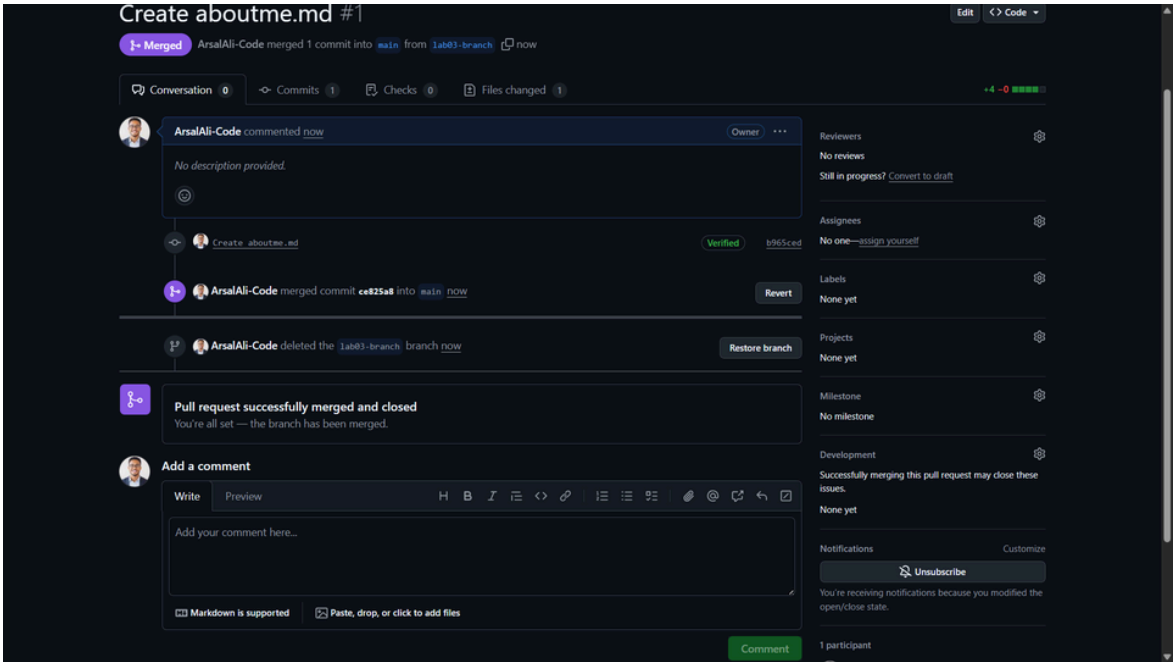 Create aboutme.md #1
Edit
<> Code
Merged
ArsalAli-Code merged 1 commit into main from lab03-branch now
Conversation 0
Commits 1
Checks 0
Files changed 1
+4 −0
ArsalAli-Code commented now
Owner
No description provided.
Create aboutme.md
Verified
b965ced
ArsalAli-Code merged commit ce825a8 into main now
Revert
ArsalAli-Code deleted the lab03-branch branch now
Restore branch
Pull request successfully merged and closed
You're all set — the branch has been merged.
Add a comment
Write
Preview
Add your comment here...
Markdown is supported
Paste, drop, or click to add files
Comment
Reviewers
No reviews
Still in progress? Convert to draft
Assignees
No one—assign yourself
Labels
None yet
Projects
None yet
Milestone
No milestone
Development
Successfully merging this pull request may close these
issues.
None yet
Notifications
Customize
Unsubscribe
You're receiving notifications because you modified the
open/close state.
1 participant